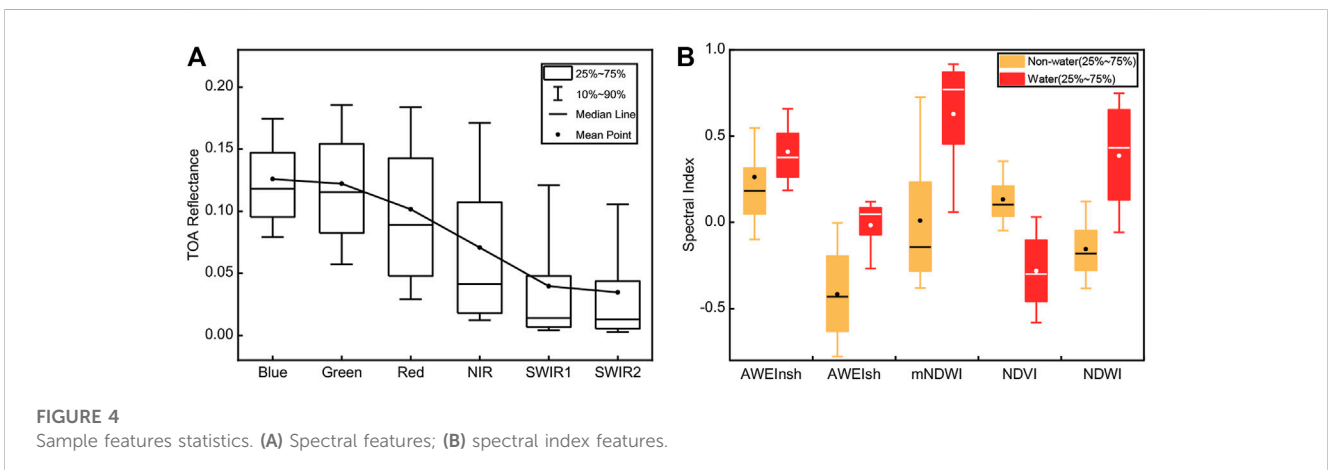 A
0.20
0.15
0.10
0.05
0.00
TOA Reflectance
25%~75%
10%~90%
Median Line
Mean Point
Blue Green Red NIR SWIR1 SWIR2
B
1.0
0.5
0.0
-0.5
Spectral Index
Non-water(25%~75%)
Water(25%~75%)
AWEInsh AWEIsh mNDWI NDVI NDWI
FIGURE 4
Sample features statistics. (A) Spectral features; (B) spectral index features.